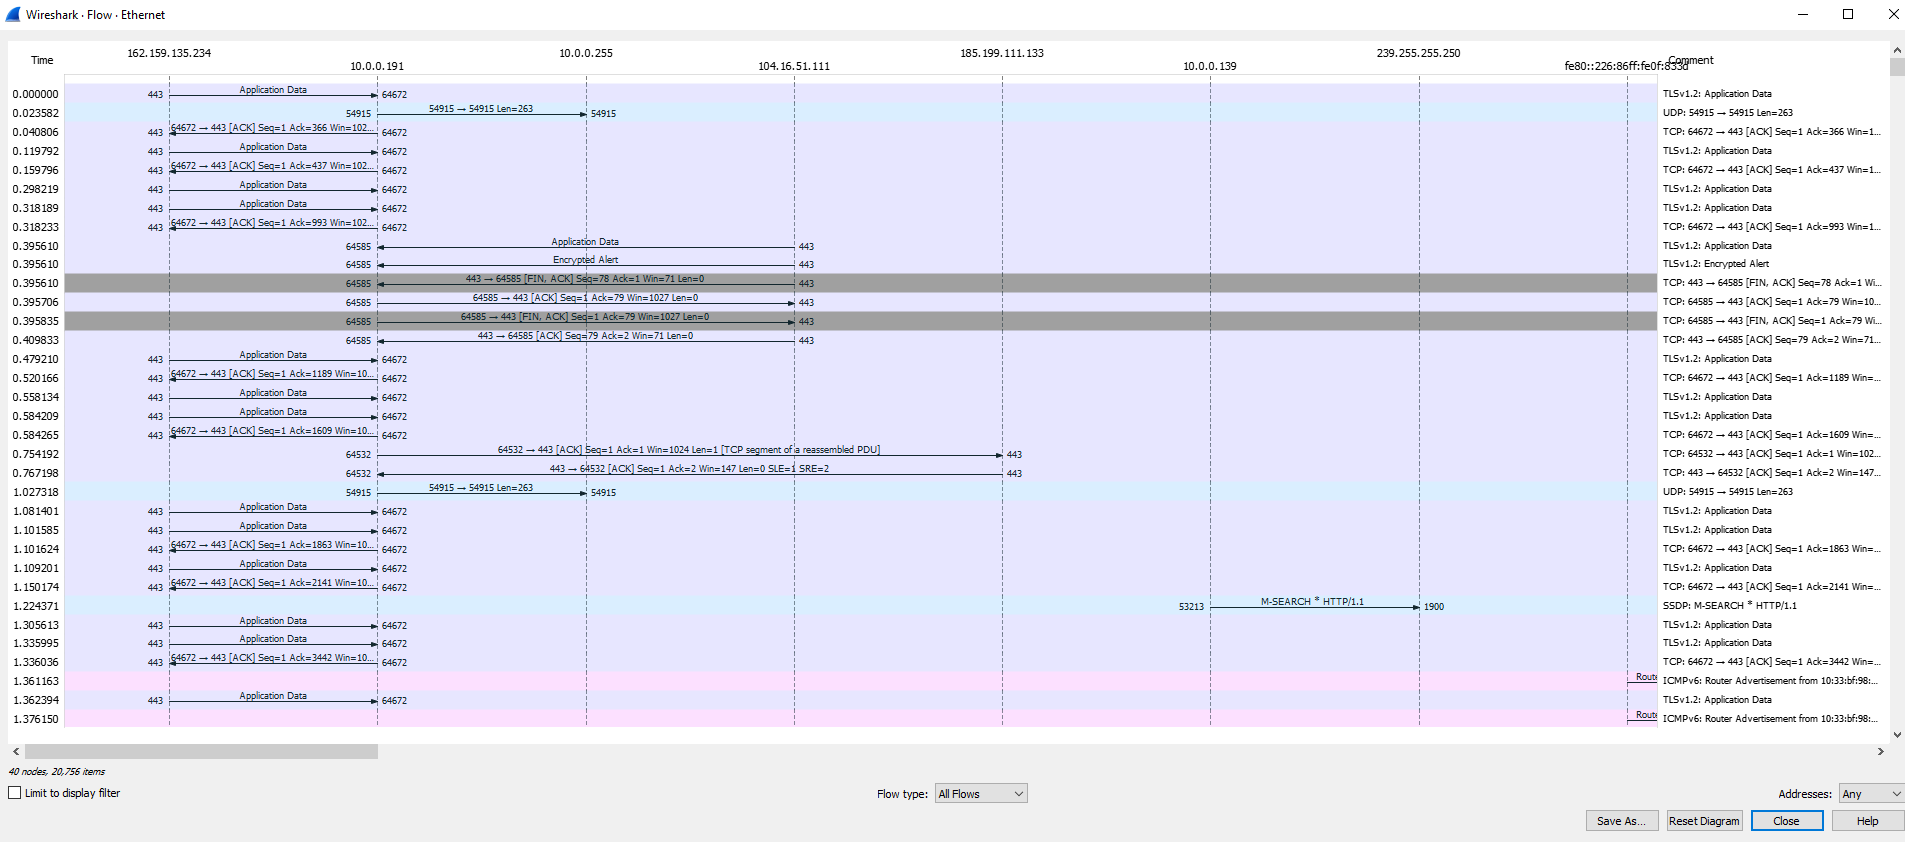 Wireshark · Flow · Ethernet
162.159.135.234 10.0.0.255 185.199.111.133 239.255.255.250
Time 10.0.0.191 104.16.51.111 10.0.0.139 fe80::226:86ff:fe0f:833d Comment
0.000000 443 Application Data 64672 TLSv1.2: Application Data
0.023582 54915 54915 → 54915 Len=263 54915 UDP: 54915 → 54915 Len=263
0.040806 443 64672 → 443 [ACK] Seq=1 Ack=366 Win=102... 64672 TCP: 64672 → 443 [ACK] Seq=1 Ack=366 Win=1...
0.119792 443 Application Data 64672 TLSv1.2: Application Data
0.159796 443 64672 → 443 [ACK] Seq=1 Ack=437 Win=102... 64672 TCP: 64672 → 443 [ACK] Seq=1 Ack=437 Win=1...
0.298219 443 Application Data 64672 TLSv1.2: Application Data
0.318189 443 Application Data 64672 TLSv1.2: Application Data
0.318233 443 64672 → 443 [ACK] Seq=1 Ack=993 Win=102... 64672 TCP: 64672 → 443 [ACK] Seq=1 Ack=993 Win=1...
0.395610 64585 Application Data 443 TLSv1.2: Application Data
0.395610 64585 Encrypted Alert 443 TLSv1.2: Encrypted Alert
0.395610 64585 443 → 64585 [FIN, ACK] Seq=78 Ack=1 Win=71 Len=0 443 TCP: 443 → 64585 [FIN, ACK] Seq=78 Ack=1 Wi...
0.395706 64585 64585 → 443 [ACK] Seq=1 Ack=79 Win=1027 Len=0 443 TCP: 64585 → 443 [ACK] Seq=1 Ack=79 Win=10...
0.395835 64585 64585 → 443 [FIN, ACK] Seq=1 Ack=79 Win=1027 Len=0 443 TCP: 64585 → 443 [FIN, ACK] Seq=1 Ack=79 Wi...
0.409833 64585 443 → 64585 [ACK] Seq=79 Ack=2 Win=71 Len=0 443 TCP: 443 → 64585 [ACK] Seq=79 Ack=2 Win=71...
0.479210 443 Application Data 64672 TLSv1.2: Application Data
0.520166 443 64672 → 443 [ACK] Seq=1 Ack=1189 Win=10... 64672 TCP: 64672 → 443 [ACK] Seq=1 Ack=1189 Win=...
0.558134 443 Application Data 64672 TLSv1.2: Application Data
0.584209 443 Application Data 64672 TLSv1.2: Application Data
0.584265 443 64672 → 443 [ACK] Seq=1 Ack=1609 Win=10... 64672 TCP: 64672 → 443 [ACK] Seq=1 Ack=1609 Win=...
0.754192 64532 64532 → 443 [ACK] Seq=1 Ack=1 Win=1024 Len=1 [TCP segment of a reassembled PDU] 443 TCP: 64532 → 443 [ACK] Seq=1 Ack=1 Win=102...
0.767198 64532 443 → 64532 [ACK] Seq=1 Ack=2 Win=147 Len=0 SLE=1 SRE=2 443 TCP: 443 → 64532 [ACK] Seq=1 Ack=2 Win=147...
1.027318 54915 54915 → 54915 Len=263 54915 UDP: 54915 → 54915 Len=263
1.081401 443 Application Data 64672 TLSv1.2: Application Data
1.101585 443 Application Data 64672 TLSv1.2: Application Data
1.101624 443 64672 → 443 [ACK] Seq=1 Ack=1863 Win=10... 64672 TCP: 64672 → 443 [ACK] Seq=1 Ack=1863 Win=...
1.109201 443 Application Data 64672 TLSv1.2: Application Data
1.150174 443 64672 → 443 [ACK] Seq=1 Ack=2141 Win=10... 64672 TCP: 64672 → 443 [ACK] Seq=1 Ack=2141 Win=...
1.224371 53213 M-SEARCH * HTTP/1.1 1900 SSDP: M-SEARCH * HTTP/1.1
1.305613 443 Application Data 64672 TLSv1.2: Application Data
1.335995 443 Application Data 64672 TLSv1.2: Application Data
1.336036 443 64672 → 443 [ACK] Seq=1 Ack=3442 Win=10... 64672 TCP: 64672 → 443 [ACK] Seq=1 Ack=3442 Win=...
1.361163 Route ICMPv6: Router Advertisement from 10:33:bf:98:...
1.362394 443 Application Data 64672 TLSv1.2: Application Data
1.376150 Route ICMPv6: Router Advertisement from 10:33:bf:98:...
40 nodes, 20,756 items
Limit to display filter Flow type: All Flows Addresses: Any
Save As... Reset Diagram Close Help